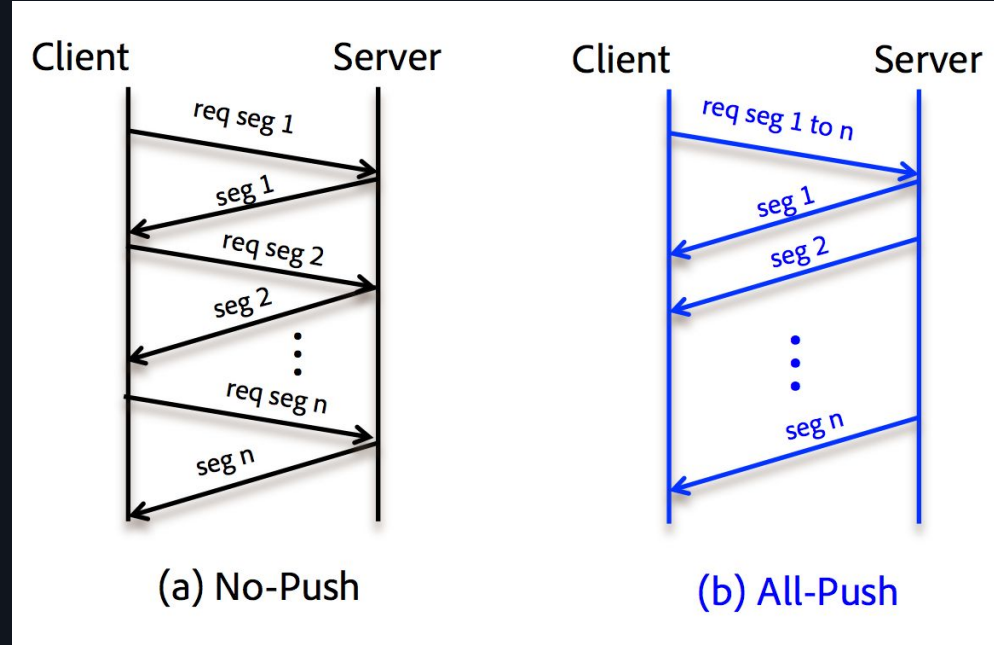 Client
Server
req seg 1
seg 1
req seg 2
seg 2
req seg n
seg n
(a) No-Push
Client
Server
req seg 1 to n
seg 1
seg 2
seg n
(b) All-Push